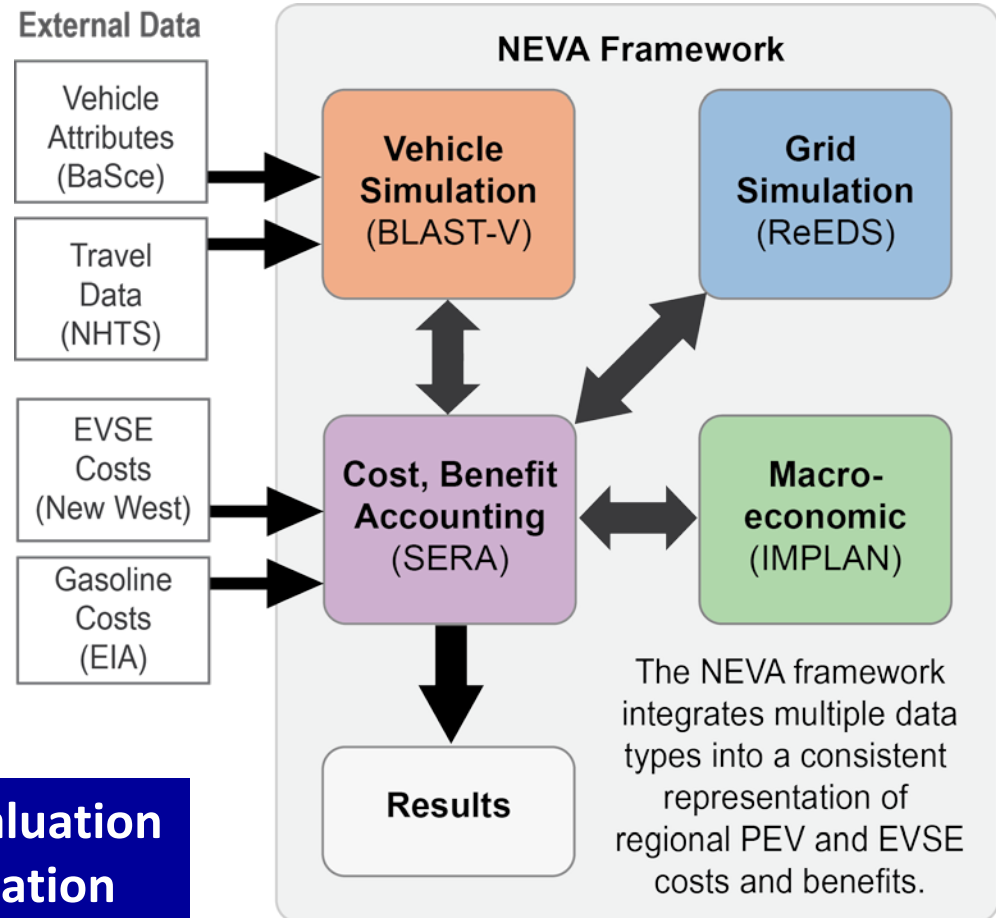 External Data
Vehicle
Attributes
(BaSce)
Travel
Data
(NHTS)
EVSE
Costs
(New West)
Gasoline
Costs
(EIA)
NEVA Framework
Vehicle
Simulation
(BLAST-V)
Grid
Simulation
(ReEDS)
Cost, Benefit
Accounting
(SERA)
Macro-
economic
(IMPLAN)
Results
The NEVA framework
integrates multiple data
types into a consistent
representation of
regional PEV and EVSE
costs and benefits.